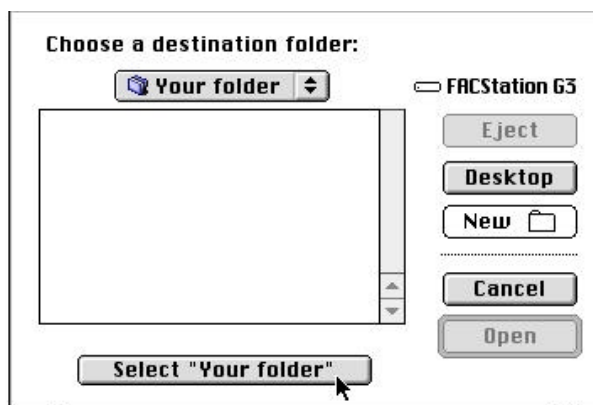 Choose a destination folder:
Your folder
FACStation G3
Eject
Desktop
New
Cancel
Open
Select "Your folder"